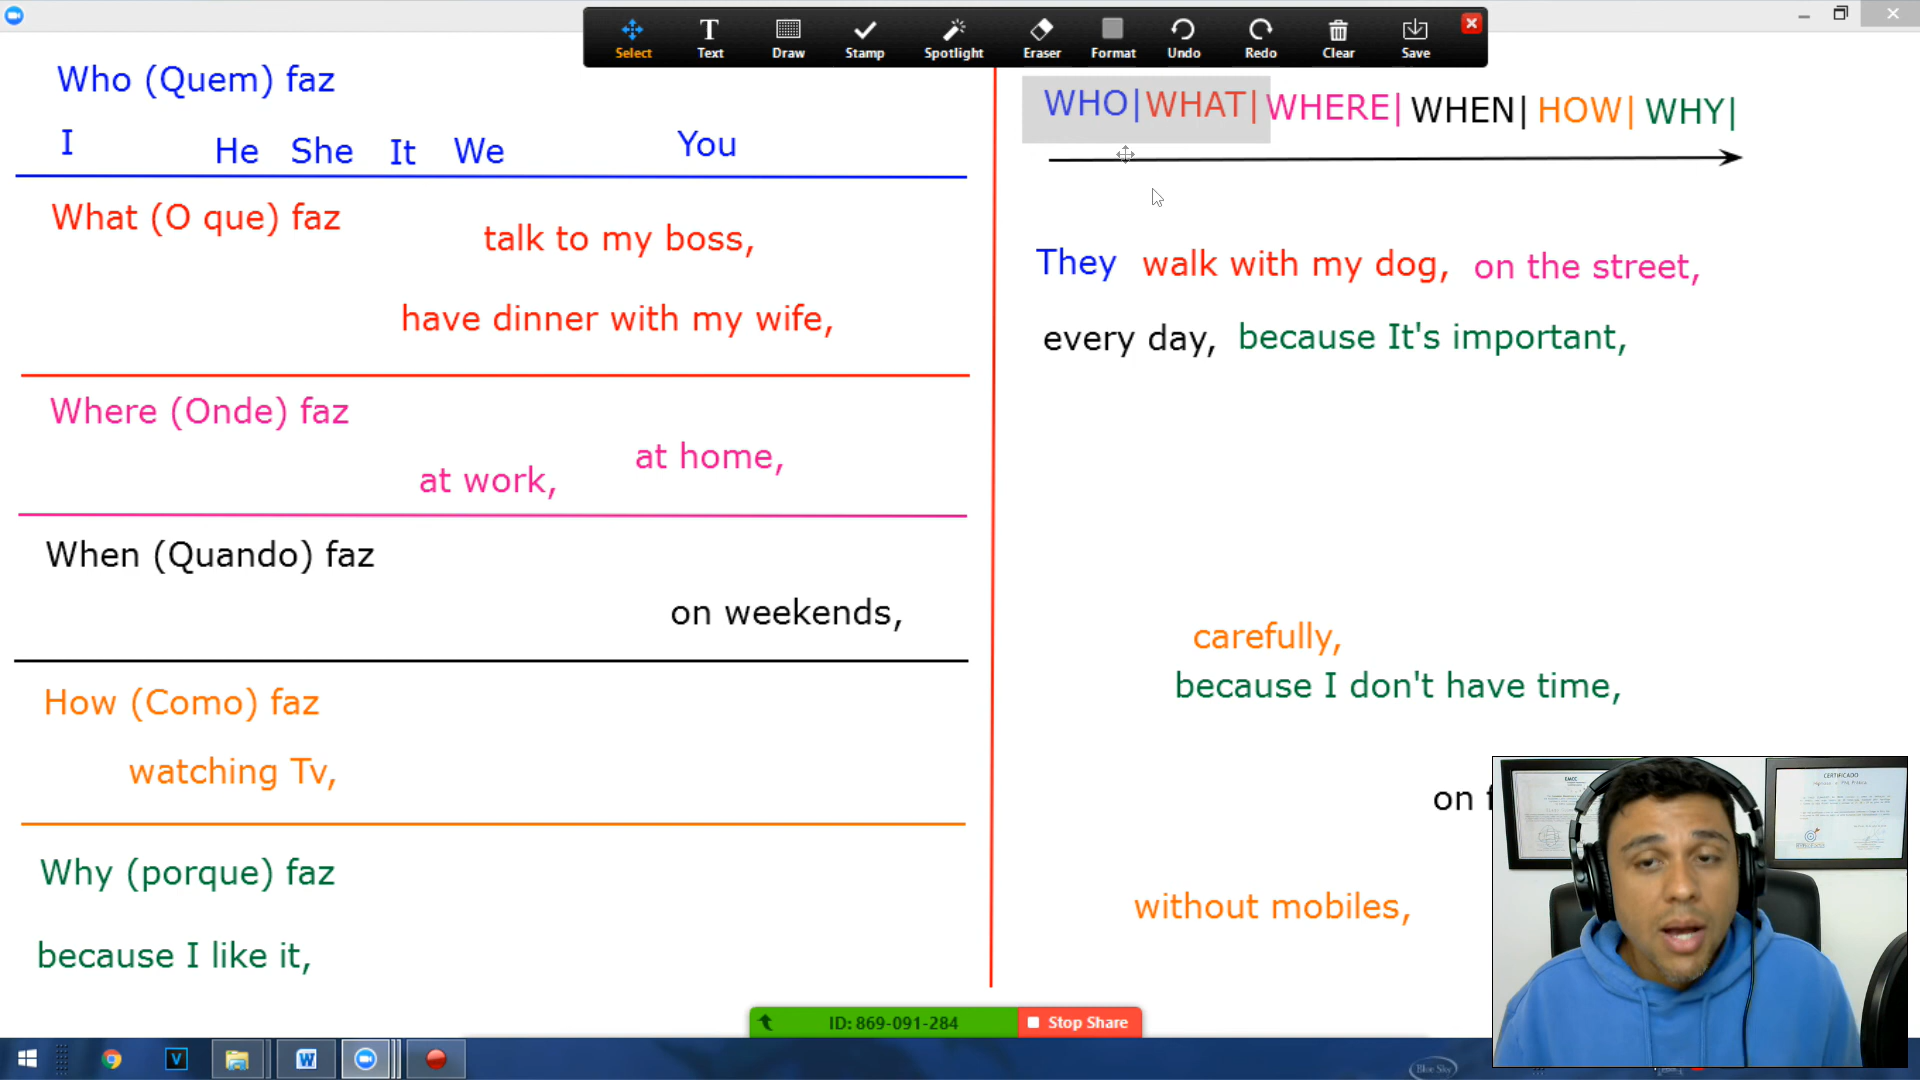 Select Text Draw Stamp Spotlight Eraser Format Undo Redo Clear Save
Who (Quem) faz
I He She It We You
What (O que) faz
talk to my boss,
have dinner with my wife,
Where (Onde) faz
at home,
at work,
When (Quando) faz
on weekends,
How (Como) faz
watching Tv,
Why (porque) faz
because I like it,
WHO| WHAT| WHERE| WHEN| HOW| WHY|
They walk with my dog, on the street,
every day, because It's important,
carefully,
because I don't have time,
on
without mobiles,
CERTIFICADO
ID: 869-091-284 Stop Share
Blue Sky